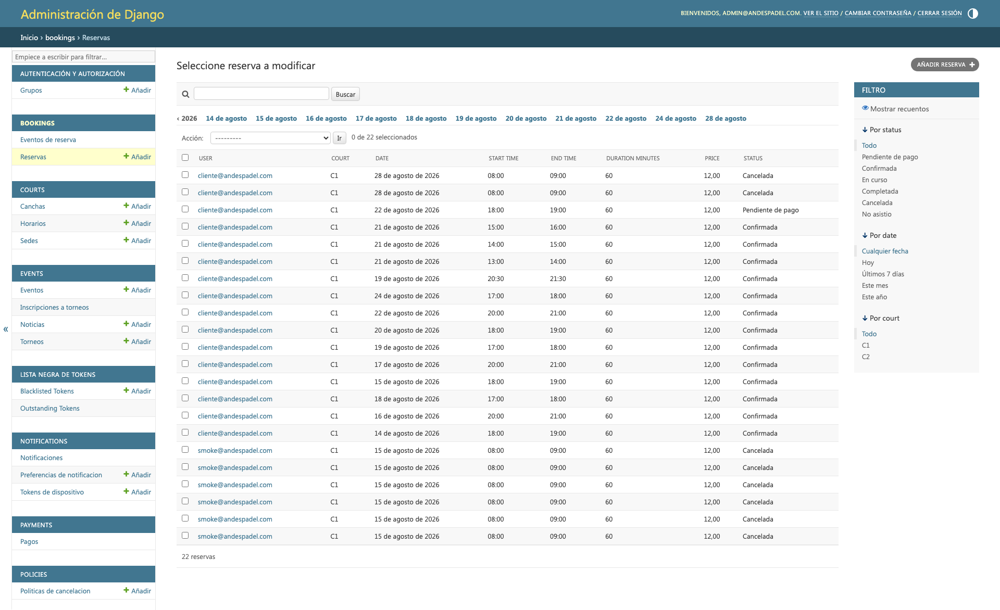 Administración de Django
BIENVENIDOS, ADMIN@ANDESPADEL.COM. VER EL SITIO / CAMBIAR CONTRASEÑA / CERRAR SESIÓN
Inicio › bookings › Reservas
Empiece a escribir para filtrar...
AUTENTICACIÓN Y AUTORIZACIÓN
Grupos Añadir
BOOKINGS
Eventos de reserva
Reservas Añadir
COURTS
Canchas Añadir
Horarios Añadir
Sedes Añadir
EVENTS
Eventos Añadir
Inscripciones a torneos
Noticias Añadir
Torneos Añadir
«
LISTA NEGRA DE TOKENS
Blacklisted Tokens Añadir
Outstanding Tokens
NOTIFICATIONS
Notificaciones
Preferencias de notificacion Añadir
Tokens de dispositivo Añadir
PAYMENTS
Pagos
POLICIES
Politicas de cancelacion Añadir
Seleccione reserva a modificar
AÑADIR RESERVA
Buscar
‹ 2026 14 de agosto 15 de agosto 16 de agosto 17 de agosto 18 de agosto 19 de agosto 20 de agosto 21 de agosto 22 de agosto 24 de agosto 28 de agosto
Acción: --------- Ir 0 de 22 seleccionados
USER COURT DATE START TIME END TIME DURATION MINUTES PRICE STATUS
cliente@andespadel.com C1 28 de agosto de 2026 08:00 09:00 60 12,00 Cancelada
cliente@andespadel.com C1 28 de agosto de 2026 08:00 09:00 60 12,00 Cancelada
cliente@andespadel.com C1 22 de agosto de 2026 18:00 19:00 60 12,00 Pendiente de pago
cliente@andespadel.com C1 21 de agosto de 2026 15:00 16:00 60 12,00 Confirmada
cliente@andespadel.com C1 21 de agosto de 2026 14:00 15:00 60 12,00 Confirmada
cliente@andespadel.com C1 21 de agosto de 2026 13:00 14:00 60 12,00 Confirmada
cliente@andespadel.com C1 19 de agosto de 2026 20:30 21:30 60 12,00 Confirmada
cliente@andespadel.com C1 24 de agosto de 2026 17:00 18:00 60 12,00 Confirmada
cliente@andespadel.com C1 22 de agosto de 2026 20:00 21:00 60 12,00 Confirmada
cliente@andespadel.com C1 20 de agosto de 2026 18:00 19:00 60 12,00 Confirmada
cliente@andespadel.com C1 19 de agosto de 2026 17:00 18:00 60 12,00 Confirmada
cliente@andespadel.com C1 17 de agosto de 2026 20:00 21:00 60 12,00 Confirmada
cliente@andespadel.com C1 15 de agosto de 2026 18:00 19:00 60 12,00 Confirmada
cliente@andespadel.com C1 18 de agosto de 2026 17:00 18:00 60 12,00 Confirmada
cliente@andespadel.com C1 16 de agosto de 2026 20:00 21:00 60 12,00 Confirmada
cliente@andespadel.com C1 14 de agosto de 2026 18:00 19:00 60 12,00 Confirmada
smoke@andespadel.com C1 15 de agosto de 2026 08:00 09:00 60 12,00 Cancelada
smoke@andespadel.com C1 15 de agosto de 2026 08:00 09:00 60 12,00 Cancelada
smoke@andespadel.com C1 15 de agosto de 2026 08:00 09:00 60 12,00 Cancelada
smoke@andespadel.com C1 15 de agosto de 2026 08:00 09:00 60 12,00 Cancelada
smoke@andespadel.com C1 15 de agosto de 2026 08:00 09:00 60 12,00 Cancelada
smoke@andespadel.com C1 15 de agosto de 2026 08:00 09:00 60 12,00 Cancelada
22 reservas
FILTRO
Mostrar recuentos
↓ Por status
Todo
Pendiente de pago
Confirmada
En curso
Completada
Cancelada
No asistio
↓ Por date
Cualquier fecha
Hoy
Últimos 7 días
Este mes
Este año
↓ Por court
Todo
C1
C2